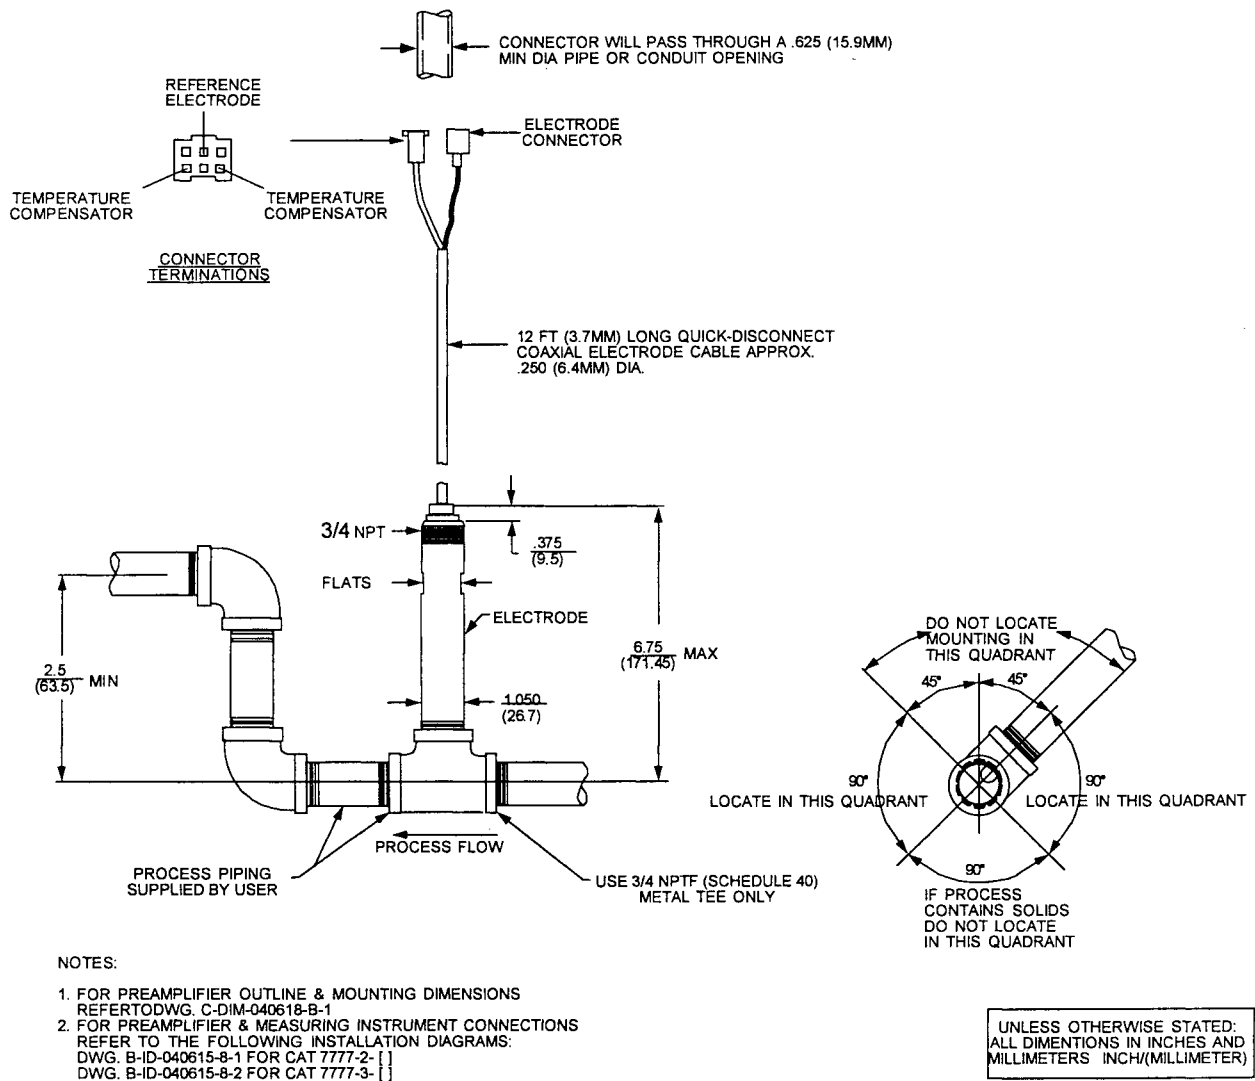 CONNECTOR WILL PASS THROUGH A .625 (15.9MM)
MIN DIA PIPE OR CONDUIT OPENING
REFERENCE
ELECTRODE
ELECTRODE
CONNECTOR
TEMPERATURE
COMPENSATOR
TEMPERATURE
COMPENSATOR
CONNECTOR
TERMINATIONS
12 FT (3.7MM) LONG QUICK-DISCONNECT
COAXIAL ELECTRODE CABLE APPROX.
.250 (6.4MM) DIA.
3/4 NPT
.375
(9.5)
FLATS
ELECTRODE
6.75
(171.45) MAX
2.5
(63.5) MIN
1.050
(26.7)
PROCESS FLOW
PROCESS PIPING
SUPPLIED BY USER
USE 3/4 NPTF (SCHEDULE 40)
METAL TEE ONLY
DO NOT LOCATE
MOUNTING IN
THIS QUADRANT
45°
45°
90°
LOCATE IN THIS QUADRANT
90°
LOCATE IN THIS QUADRANT
90°
IF PROCESS
CONTAINS SOLIDS
DO NOT LOCATE
IN THIS QUADRANT
NOTES:
1. FOR PREAMPLIFIER OUTLINE & MOUNTING DIMENSIONS
REFERTODWG. C-DIM-040618-B-1
2. FOR PREAMPLIFIER & MEASURING INSTRUMENT CONNECTIONS
REFER TO THE FOLLOWING INSTALLATION DIAGRAMS:
DWG. B-ID-040615-8-1 FOR CAT 7777-2- [ ]
DWG. B-ID-040615-8-2 FOR CAT 7777-3- [ ]
UNLESS OTHERWISE STATED:
ALL DIMENTIONS IN INCHES AND
MILLIMETERS INCH/(MILLIMETER)